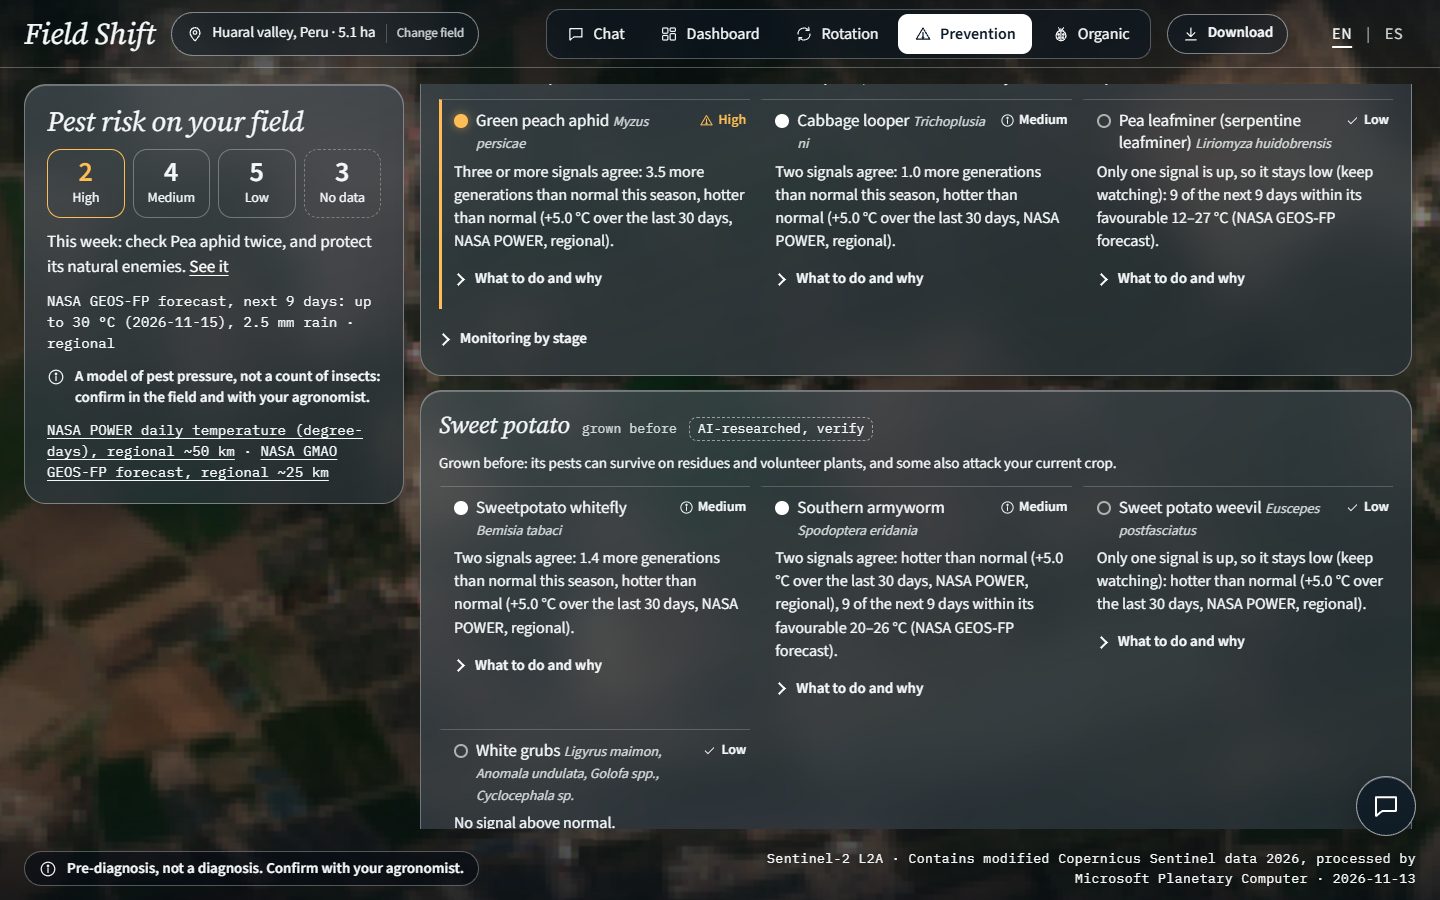 Field Shift
Huaral valley, Peru · 5.1 ha
Change field
Chat
Dashboard
Rotation
Prevention
Organic
Download
EN | ES
Pest risk on your field
2
High
4
Medium
5
Low
3
No data
This week: check Pea aphid twice, and protect
its natural enemies. See it
NASA GEOS-FP forecast, next 9 days: up
to 30 °C (2026-11-15), 2.5 mm rain ·
regional
A model of pest pressure, not a count of insects:
confirm in the field and with your agronomist.
NASA POWER daily temperature (degree-
days), regional ~50 km · NASA GMAO
GEOS-FP forecast, regional ~25 km
Green peach aphid Myzus
persicae
High
Three or more signals agree: 3.5 more
generations than normal this season, hotter
than normal (+5.0 °C over the last 30 days,
NASA POWER, regional).
What to do and why
Cabbage looper Trichoplusia
ni
Medium
Two signals agree: 1.0 more generations
than normal this season, hotter than
normal (+5.0 °C over the last 30 days, NASA
POWER, regional).
What to do and why
Pea leafminer (serpentine
leafminer) Liriomyza huidobrensis
Low
Only one signal is up, so it stays low (keep
watching): 9 of the next 9 days within its
favourable 12–27 °C (NASA GEOS-FP
forecast).
What to do and why
Monitoring by stage
Sweet potato grown before AI-researched, verify
Grown before: its pests can survive on residues and volunteer plants, and some also attack your current crop.
Sweetpotato whitefly
Bemisia tabaci
Medium
Two signals agree: 1.4 more generations
than normal this season, hotter than
normal (+5.0 °C over the last 30 days, NASA
POWER, regional).
What to do and why
Southern armyworm
Spodoptera eridania
Medium
Two signals agree: hotter than normal (+5.0
°C over the last 30 days, NASA POWER,
regional), 9 of the next 9 days within its
favourable 20–26 °C (NASA GEOS-FP
forecast).
What to do and why
Sweet potato weevil Euscepes
postfasciatus
Low
Only one signal is up, so it stays low (keep
watching): hotter than normal (+5.0 °C over
the last 30 days, NASA POWER, regional).
What to do and why
White grubs Ligyrus maimon,
Anomala undulata, Golofa spp.,
Cyclocephala sp.
Low
No signal above normal.
Pre-diagnosis, not a diagnosis. Confirm with your agronomist.
Sentinel-2 L2A · Contains modified Copernicus Sentinel data 2026, processed by
Microsoft Planetary Computer · 2026-11-13